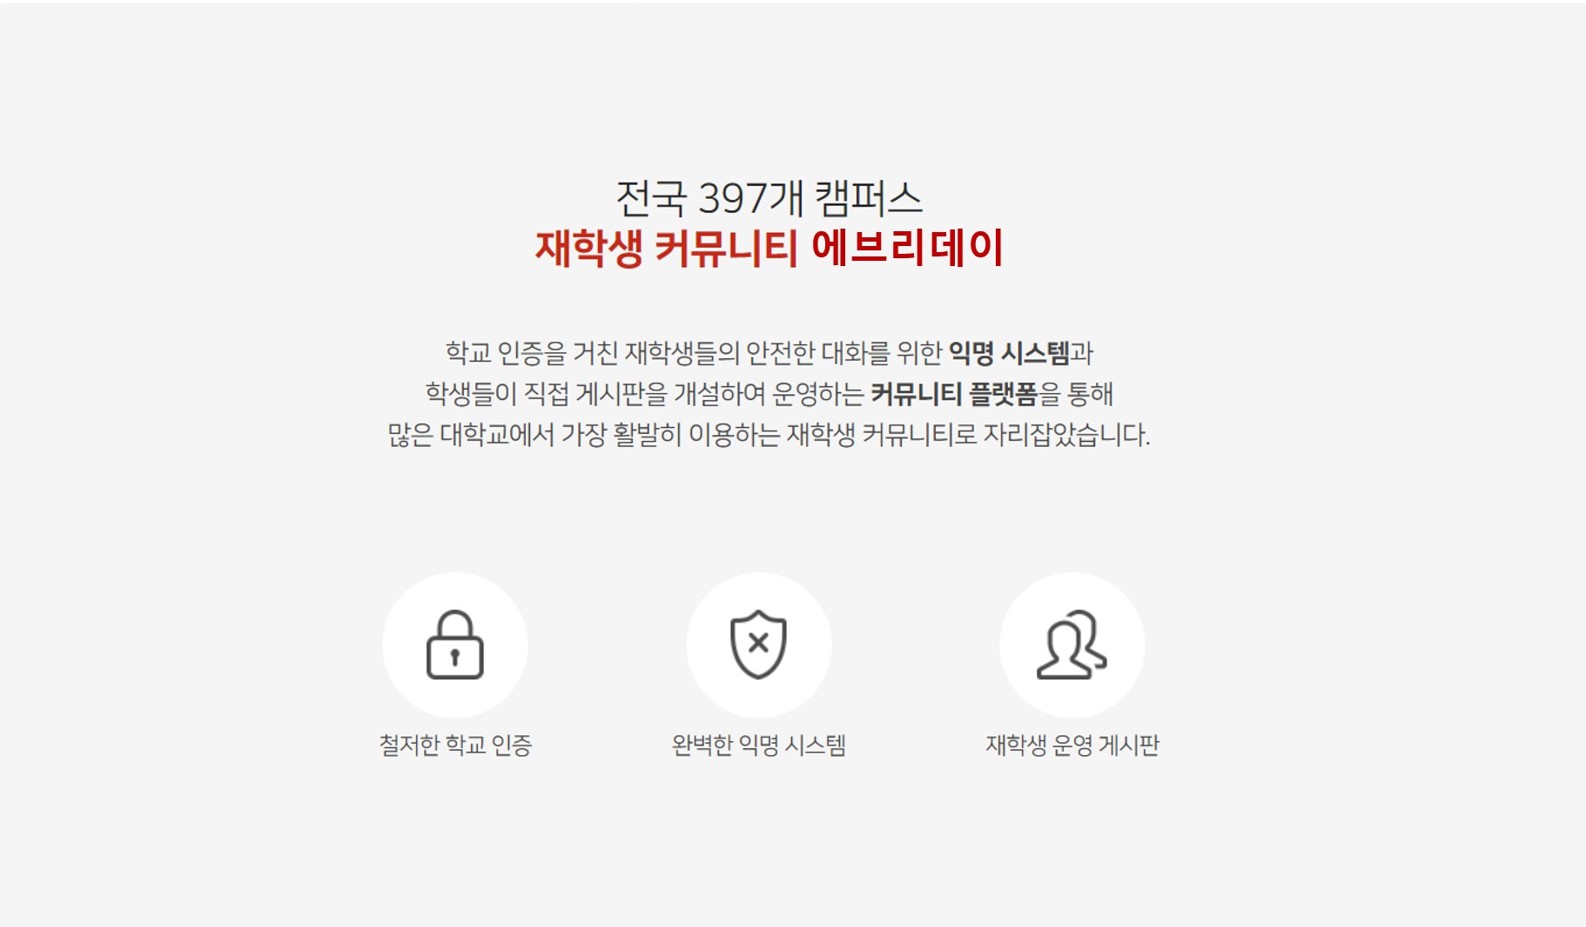 전국 397개 캠퍼스
재학생 커뮤니티 에브리데이
학교 인증을 거친 재학생들의 안전한 대화를 위한 익명 시스템과
학생들이 직접 게시판을 개설하여 운영하는 커뮤니티 플랫폼을 통해
많은 대학교에서 가장 활발히 이용하는 재학생 커뮤니티로 자리잡았습니다.
철저한 학교 인증
완벽한 익명 시스템
재학생 운영 게시판